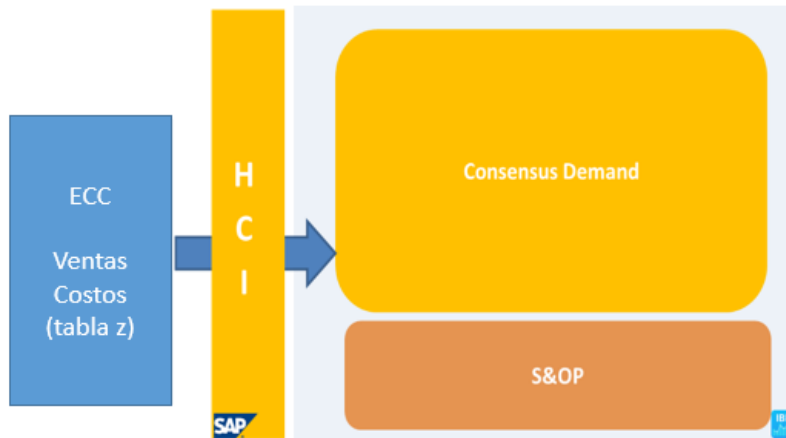 ECC
Ventas
Costos
(tabla z)
H
C
I
SAP
Consensus Demand
S&OP